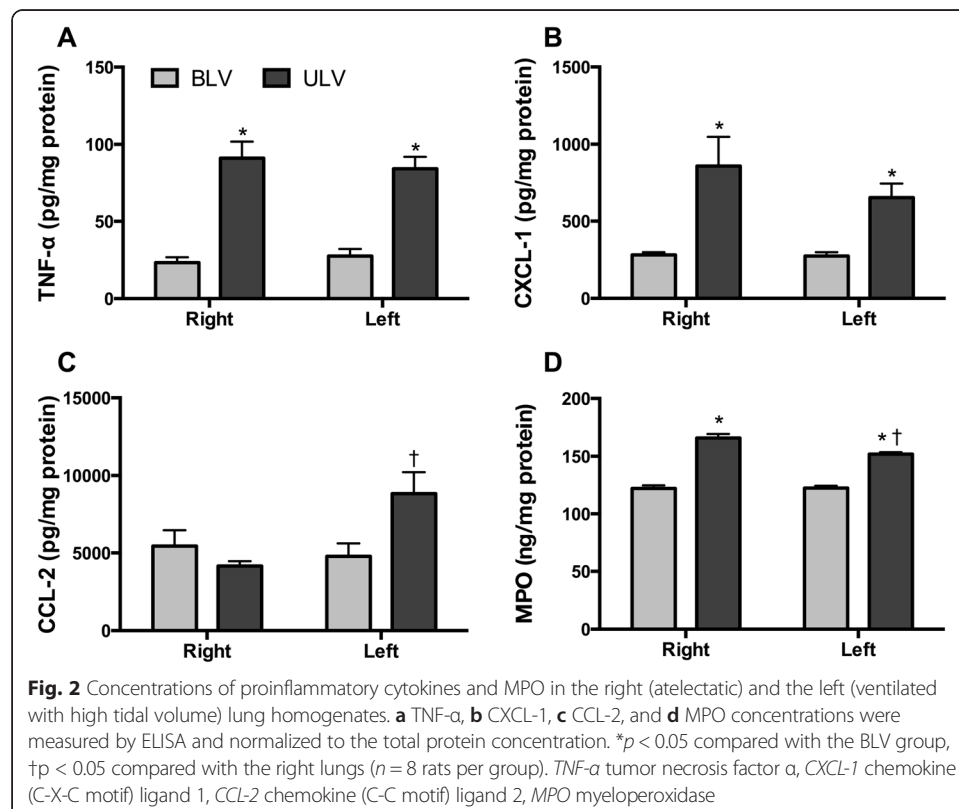 A
150
BLV
ULV
100
50
0
TNF-α (pg/mg protein)
*
*
Right
Left
B
1500
1000
500
0
CXCL-1 (pg/mg protein)
*
*
Right
Left
C
15000
10000
5000
0
CCL-2 (pg/mg protein)
†
Right
Left
D
200
150
100
50
0
MPO (ng/mg protein)
*
* †
Right
Left
Fig. 2 Concentrations of proinflammatory cytokines and MPO in the right (atelectatic) and the left (ventilated
with high tidal volume) lung homogenates. a TNF-α, b CXCL-1, c CCL-2, and d MPO concentrations were
measured by ELISA and normalized to the total protein concentration. *p < 0.05 compared with the BLV group,
†p < 0.05 compared with the right lungs (n = 8 rats per group). TNF-α tumor necrosis factor α, CXCL-1 chemokine
(C-X-C motif) ligand 1, CCL-2 chemokine (C-C motif) ligand 2, MPO myeloperoxidase